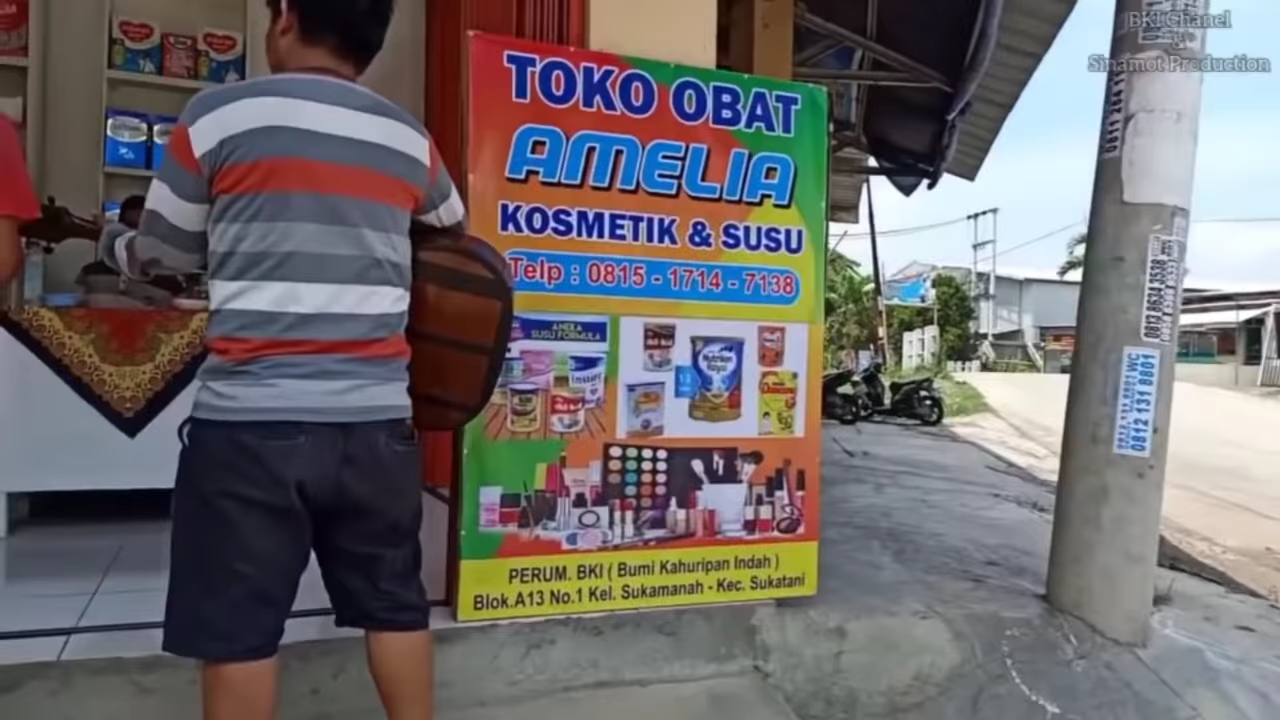 BKI Chanel
Sinamot Production
TOKO OBAT
AMELIA
KOSMETIK & SUSU
Telp : 0815 - 1714 - 7138
ANEKA
SUSU FORMULA
PERUM. BKI ( Bumi Kahuripan Indah )
Blok.A13 No.1 Kel. Sukamanah - Kec. Sukatani
0812 131 8801